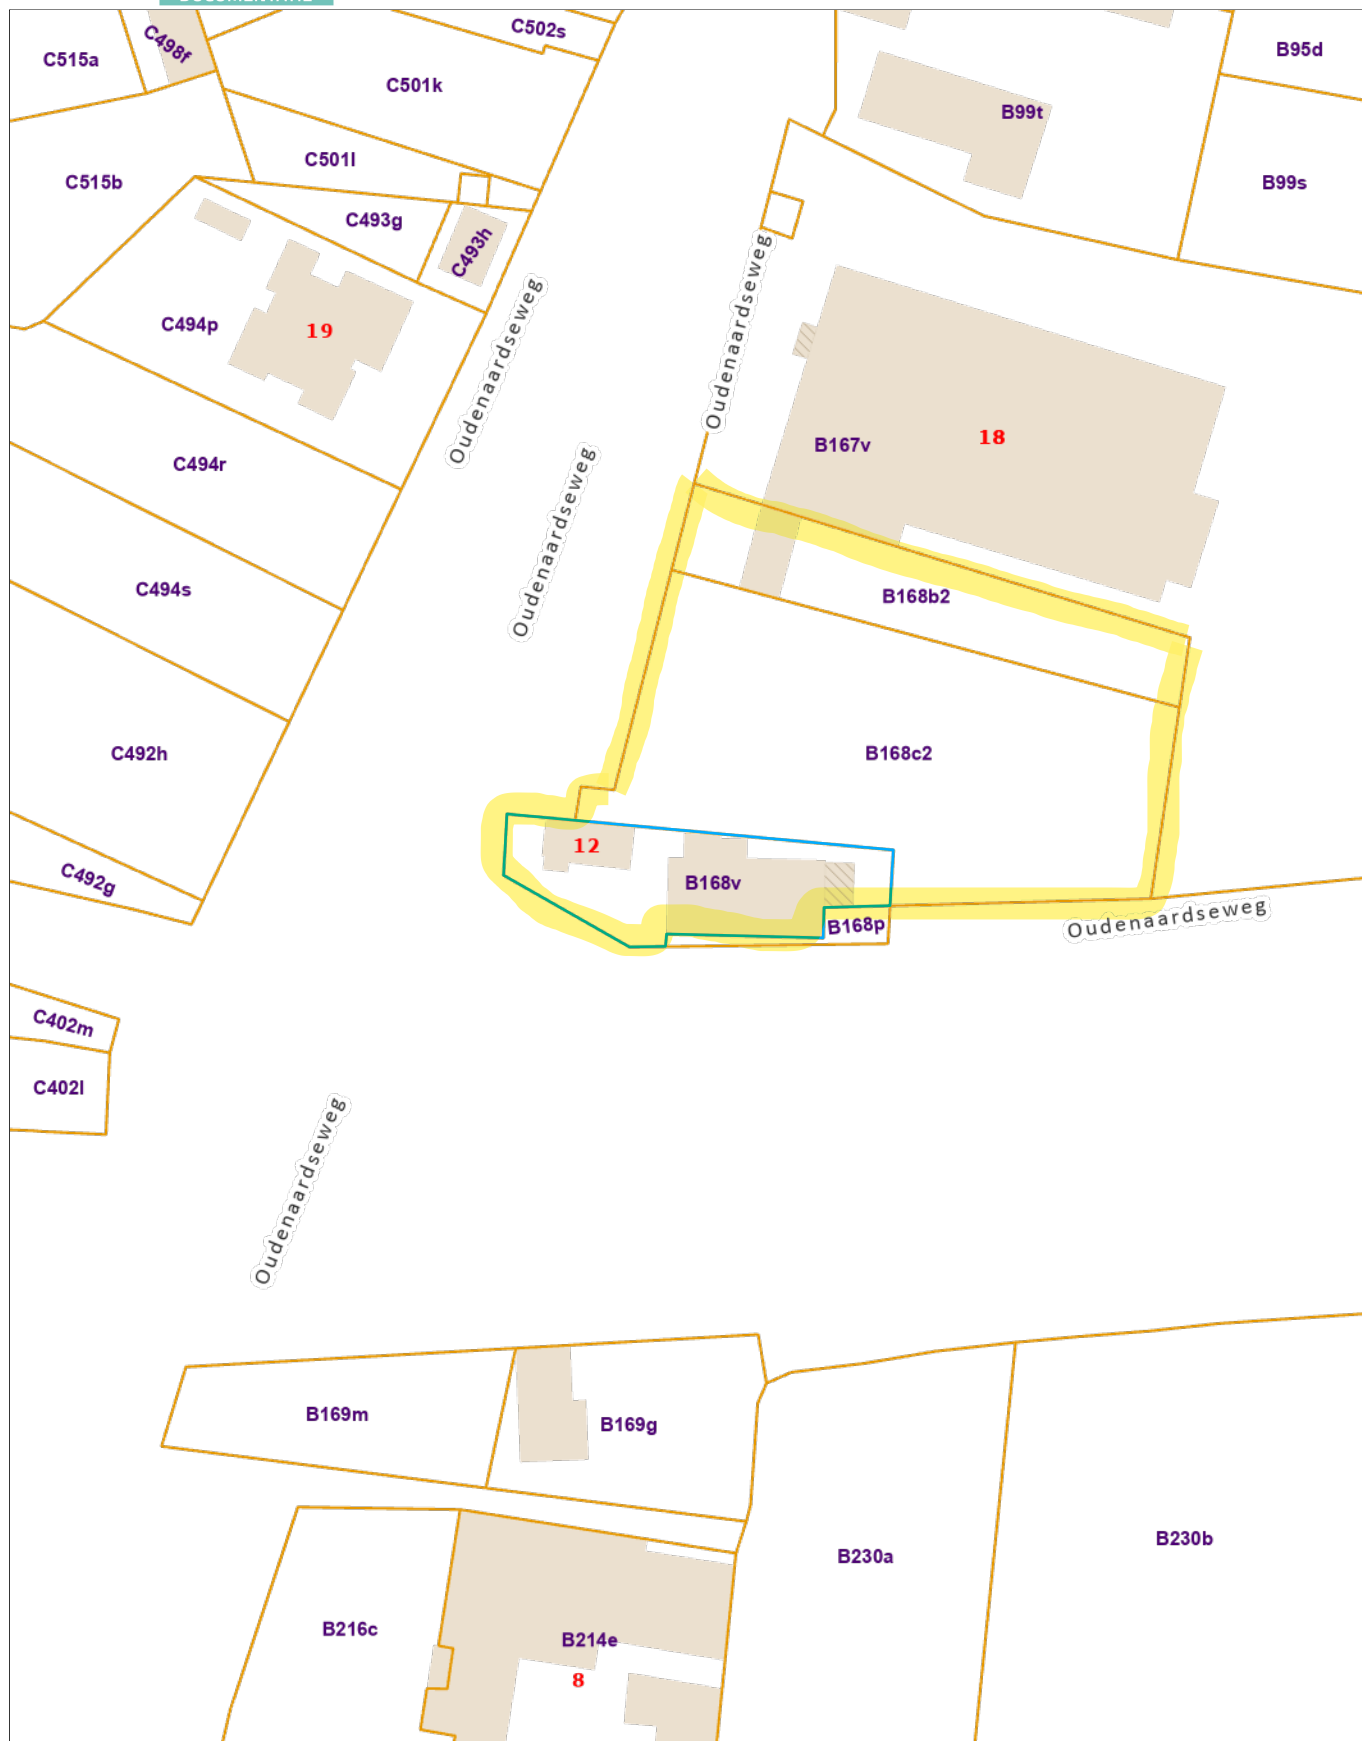 C498f
C502s
C515a
B95d
C501k
B99t
C501l
C515b
B99s
C493g
C493h
Oudenaardseweg
Oudenaardseweg
C494p
19
18
B167v
C494r
Oudenaardseweg
C494s
B168b2
C492h
B168c2
12
C492g
B168v
B168p
Oudenaardseweg
C402m
C402l
Oudenaardseweg
B169m
B169g
B230b
B230a
B216c
B214e
8